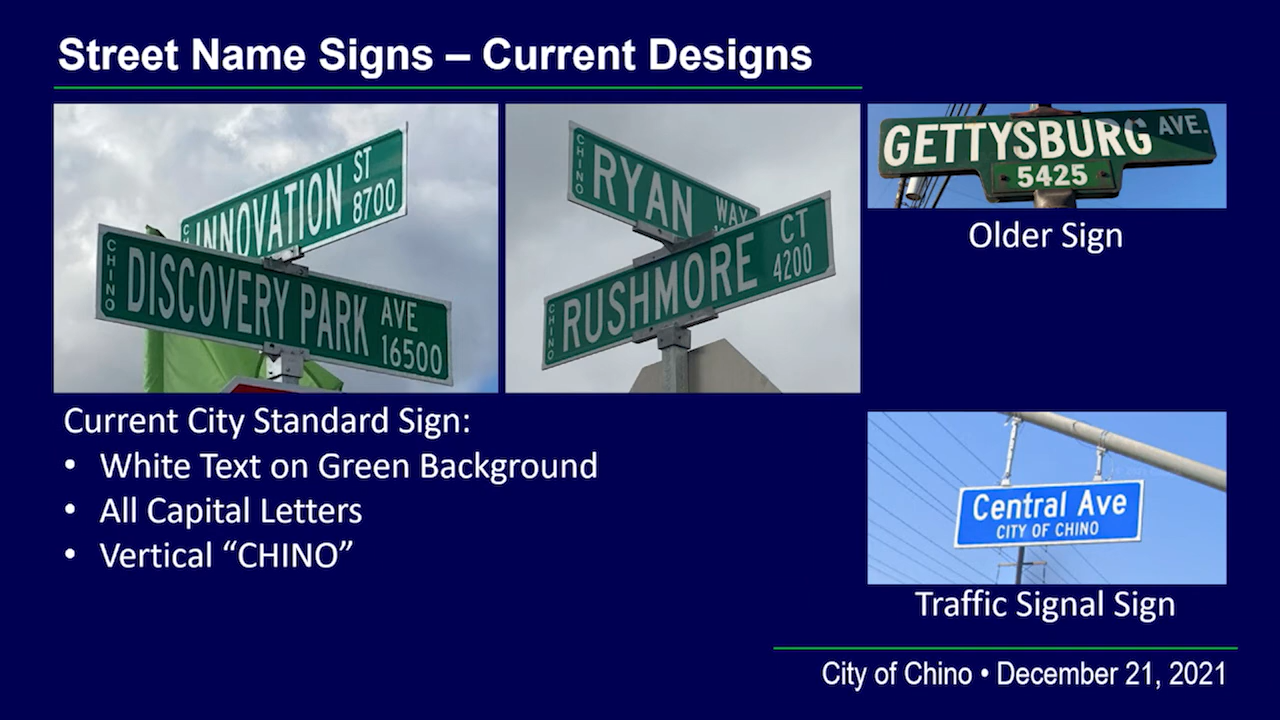 Street Name Signs – Current Designs
INNOVATION ST
8700
CHINO
DISCOVERY PARK AVE
16500
CHINO
RYAN WAY
CHINO
RUSHMORE CT
4200
GETTYSBURG AVE.
5425
Older Sign
Current City Standard Sign:
• White Text on Green Background
• All Capital Letters
• Vertical “CHINO”
Central Ave
CITY OF CHINO
Traffic Signal Sign
City of Chino • December 21, 2021